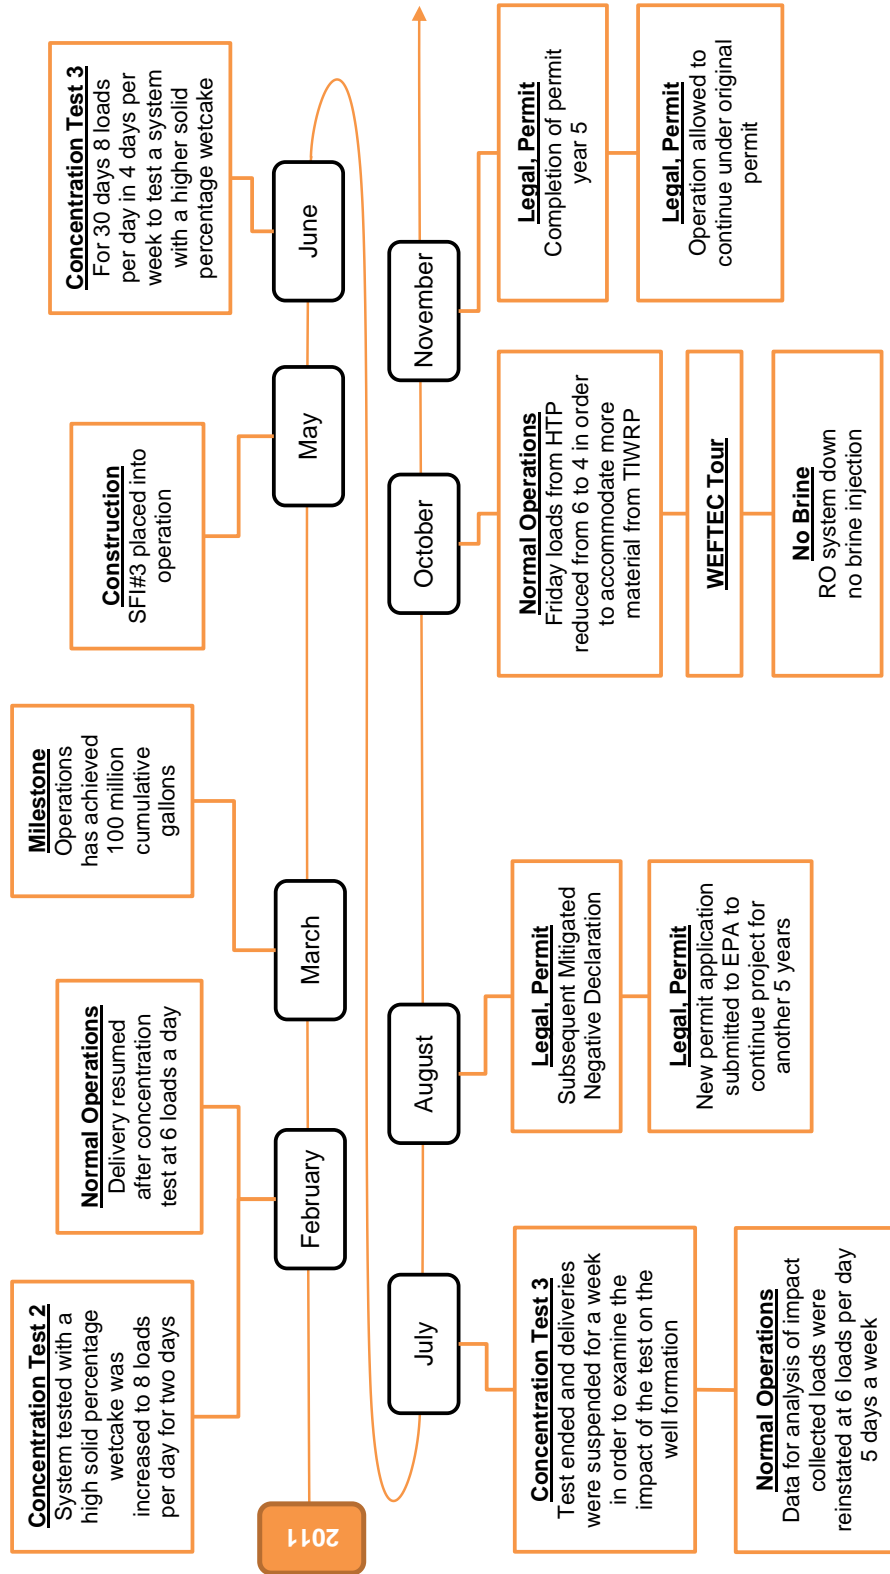 2011
Concentration Test 2
System tested with a
high solid percentage
wetcake was
increased to 8 loads
per day for two days
Normal Operations
Delivery resumed
after concentration
test at 6 loads a day
February
Milestone
Operations
has achieved
100 million
cumulative
gallons
March
Construction
SFI#3 placed into
operation
May
Concentration Test 3
For 30 days 8 loads
per day in 4 days per
week to test a system
with a higher solid
percentage wetcake
June
July
Concentration Test 3
Test ended and deliveries
were suspended for a week
in order to examine the
impact of the test on the
well formation
Normal Operations
Data for analysis of impact
collected loads were
reinstated at 6 loads per day
5 days a week
August
Legal, Permit
Subsequent Mitigated
Negative Declaration
Legal, Permit
New permit application
submitted to EPA to
continue project for
another 5 years
October
Normal Operations
Friday loads from HTP
reduced from 6 to 4 in order
to accommodate more
material from TIWRP
WEFTEC Tour
No Brine
RO system down
no brine injection
November
Legal, Permit
Completion of permit
year 5
Legal, Permit
Operation allowed to
continue under original
permit